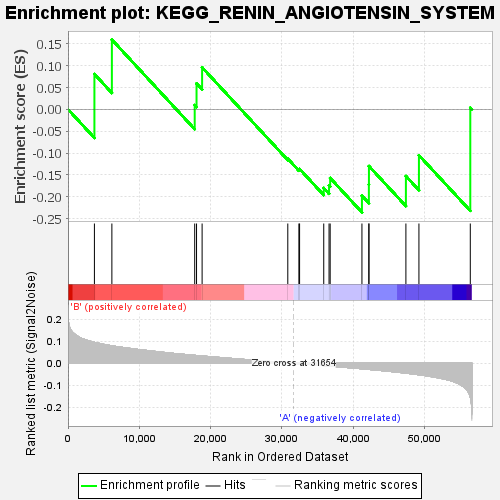 Enrichment plot: KEGG_RENIN_ANGIOTENSIN_SYSTEM
Enrichment score (ES)
0.15
0.10
0.05
0.00
-0.05
-0.10
-0.15
-0.20
-0.25
'B' (positively correlated)
Ranked list metric (Signal2Noise)
0.2
0.1
0.0
-0.1
-0.2
Zero cross at 31654
'A' (negatively correlated)
0
10,000
20,000
30,000
40,000
50,000
Rank in Ordered Dataset
Enrichment profile
Hits
Ranking metric scores